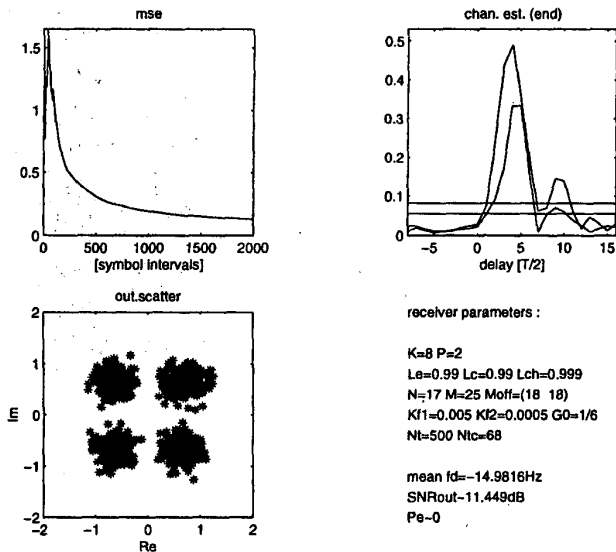 mse
1.5
1
0.5
0
0 500 1000 1500 2000
[symbol intervals]
chan. est. (end)
0.5
0.4
0.3
0.2
0.1
0
-5 0 5 10 15
delay [T/2]
out.scatter
2
1
0
-1
-2
Im
-2 -1 0 1 2
Re
receiver parameters :
K=8 P=2
Le=0.99 Lc=0.99 Lch=0.999
N=17 M=25 Moff=(18 18)
Kf1=0.005 Kf2=0.0005 G0=1/6
Nt=500 Ntc=68
mean fd=-14.9816Hz
SNRout~11.449dB
Pe~0